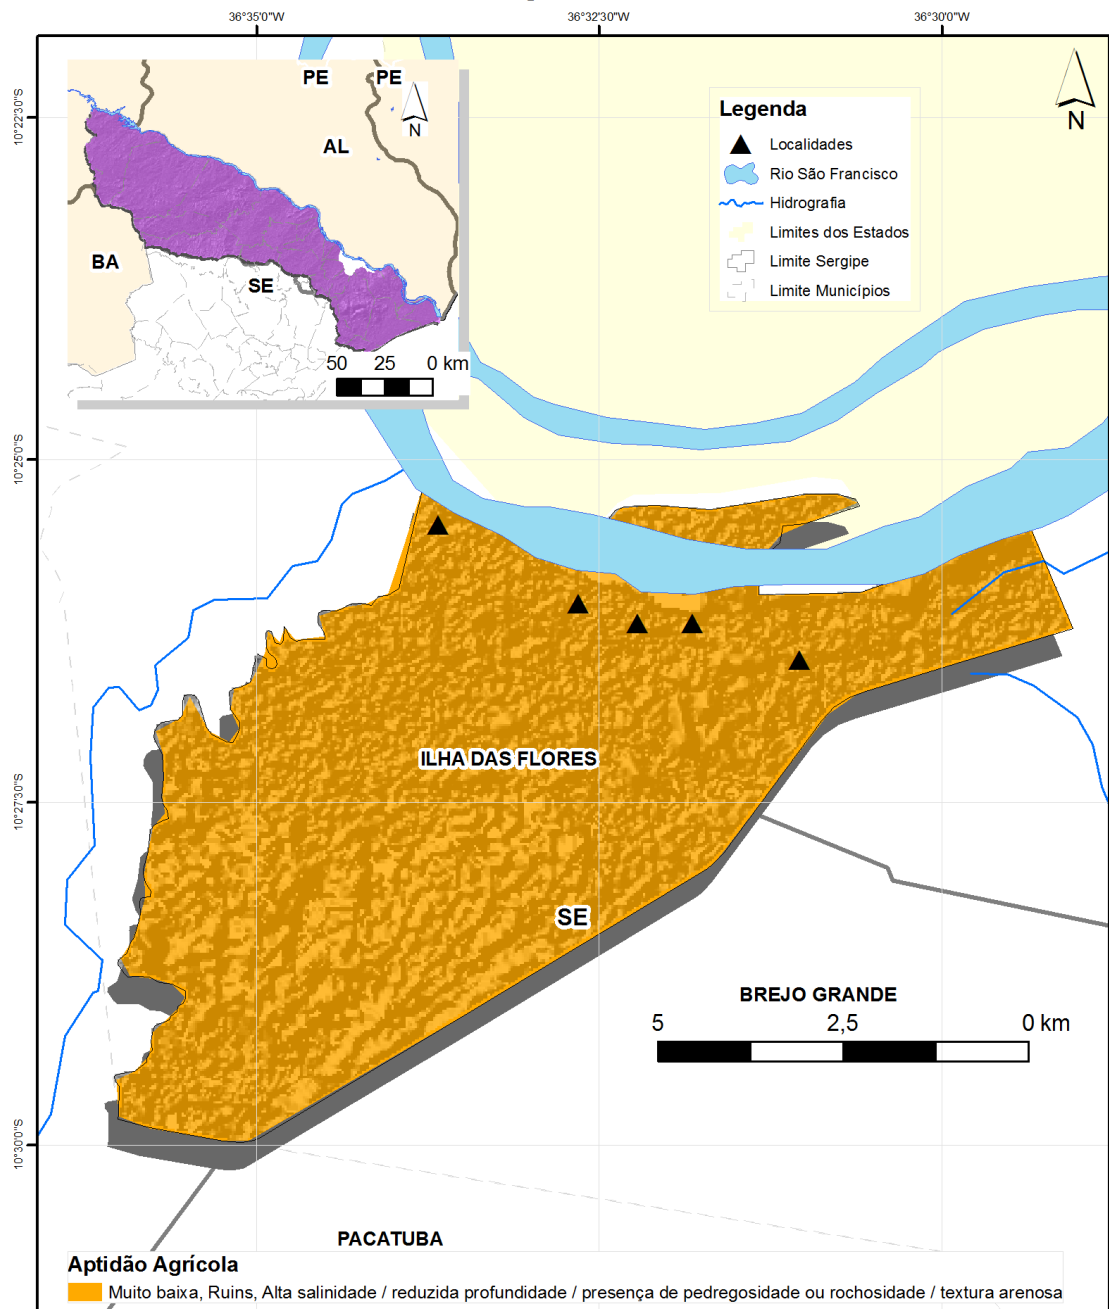 36°35'0"W
36°32'30"W
36°30'0"W
10°22'30"S
10°25'0"S
10°27'30"S
10°30'0"S
PE
PE
AL
BA
SE
N
50 25 0 km
N
Legenda
Localidades
Rio São Francisco
Hidrografia
Limites dos Estados
Limite Sergipe
Limite Municípios
ILHA DAS FLORES
SE
BREJO GRANDE
5 2,5 0 km
PACATUBA
Aptidão Agrícola
Muito baixa, Ruins, Alta salinidade / reduzida profundidade / presença de pedregosidade ou rochosidade / textura arenosa